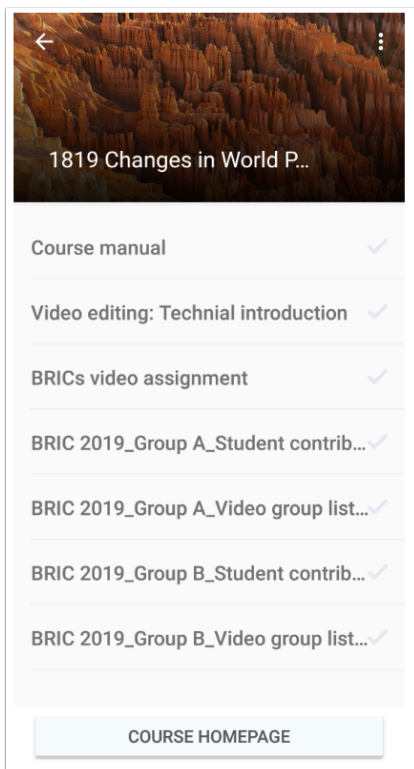 1819 Changes in World P...
Course manual
Video editing: Technial introduction
BRICs video assignment
BRIC 2019_Group A_Student contrib...
BRIC 2019_Group A_Video group list...
BRIC 2019_Group B_Student contrib...
BRIC 2019_Group B_Video group list...
COURSE HOMEPAGE